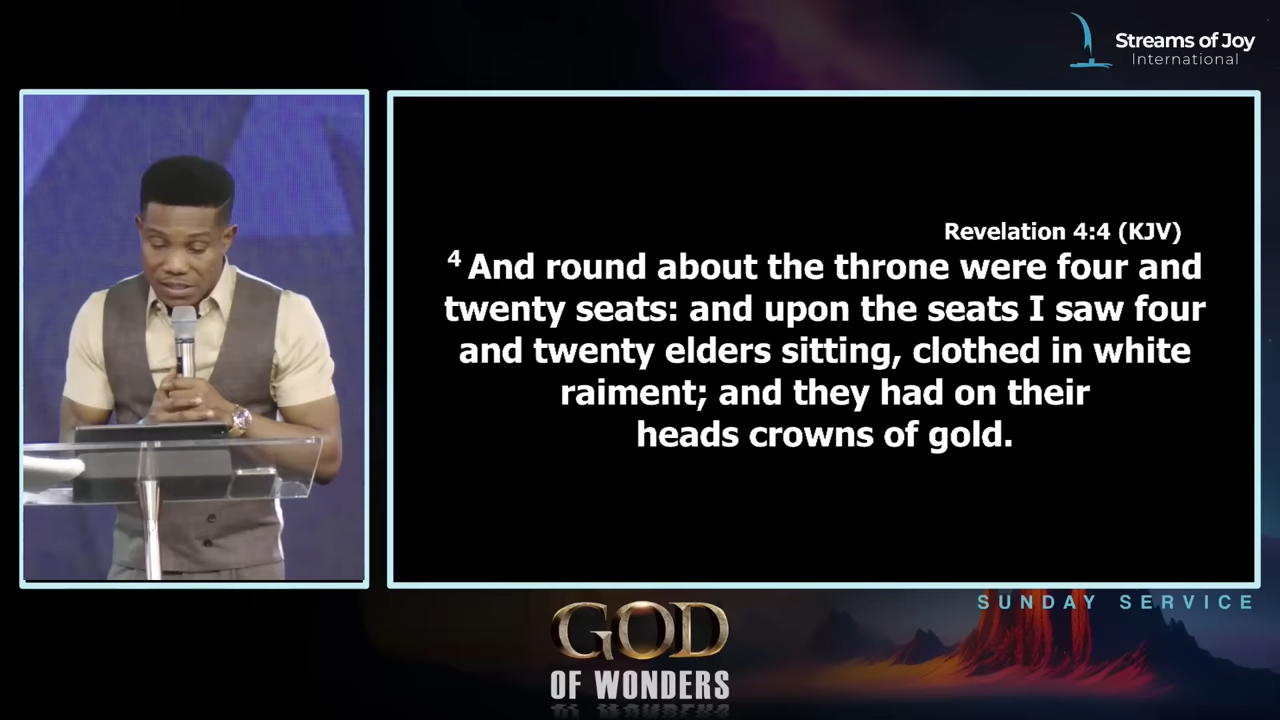 Streams of Joy
International
Revelation 4:4 (KJV)
4 And round about the throne were four and
twenty seats: and upon the seats I saw four
and twenty elders sitting, clothed in white
raiment; and they had on their
heads crowns of gold.
SUNDAY SERVICE
GOD
OF WONDERS